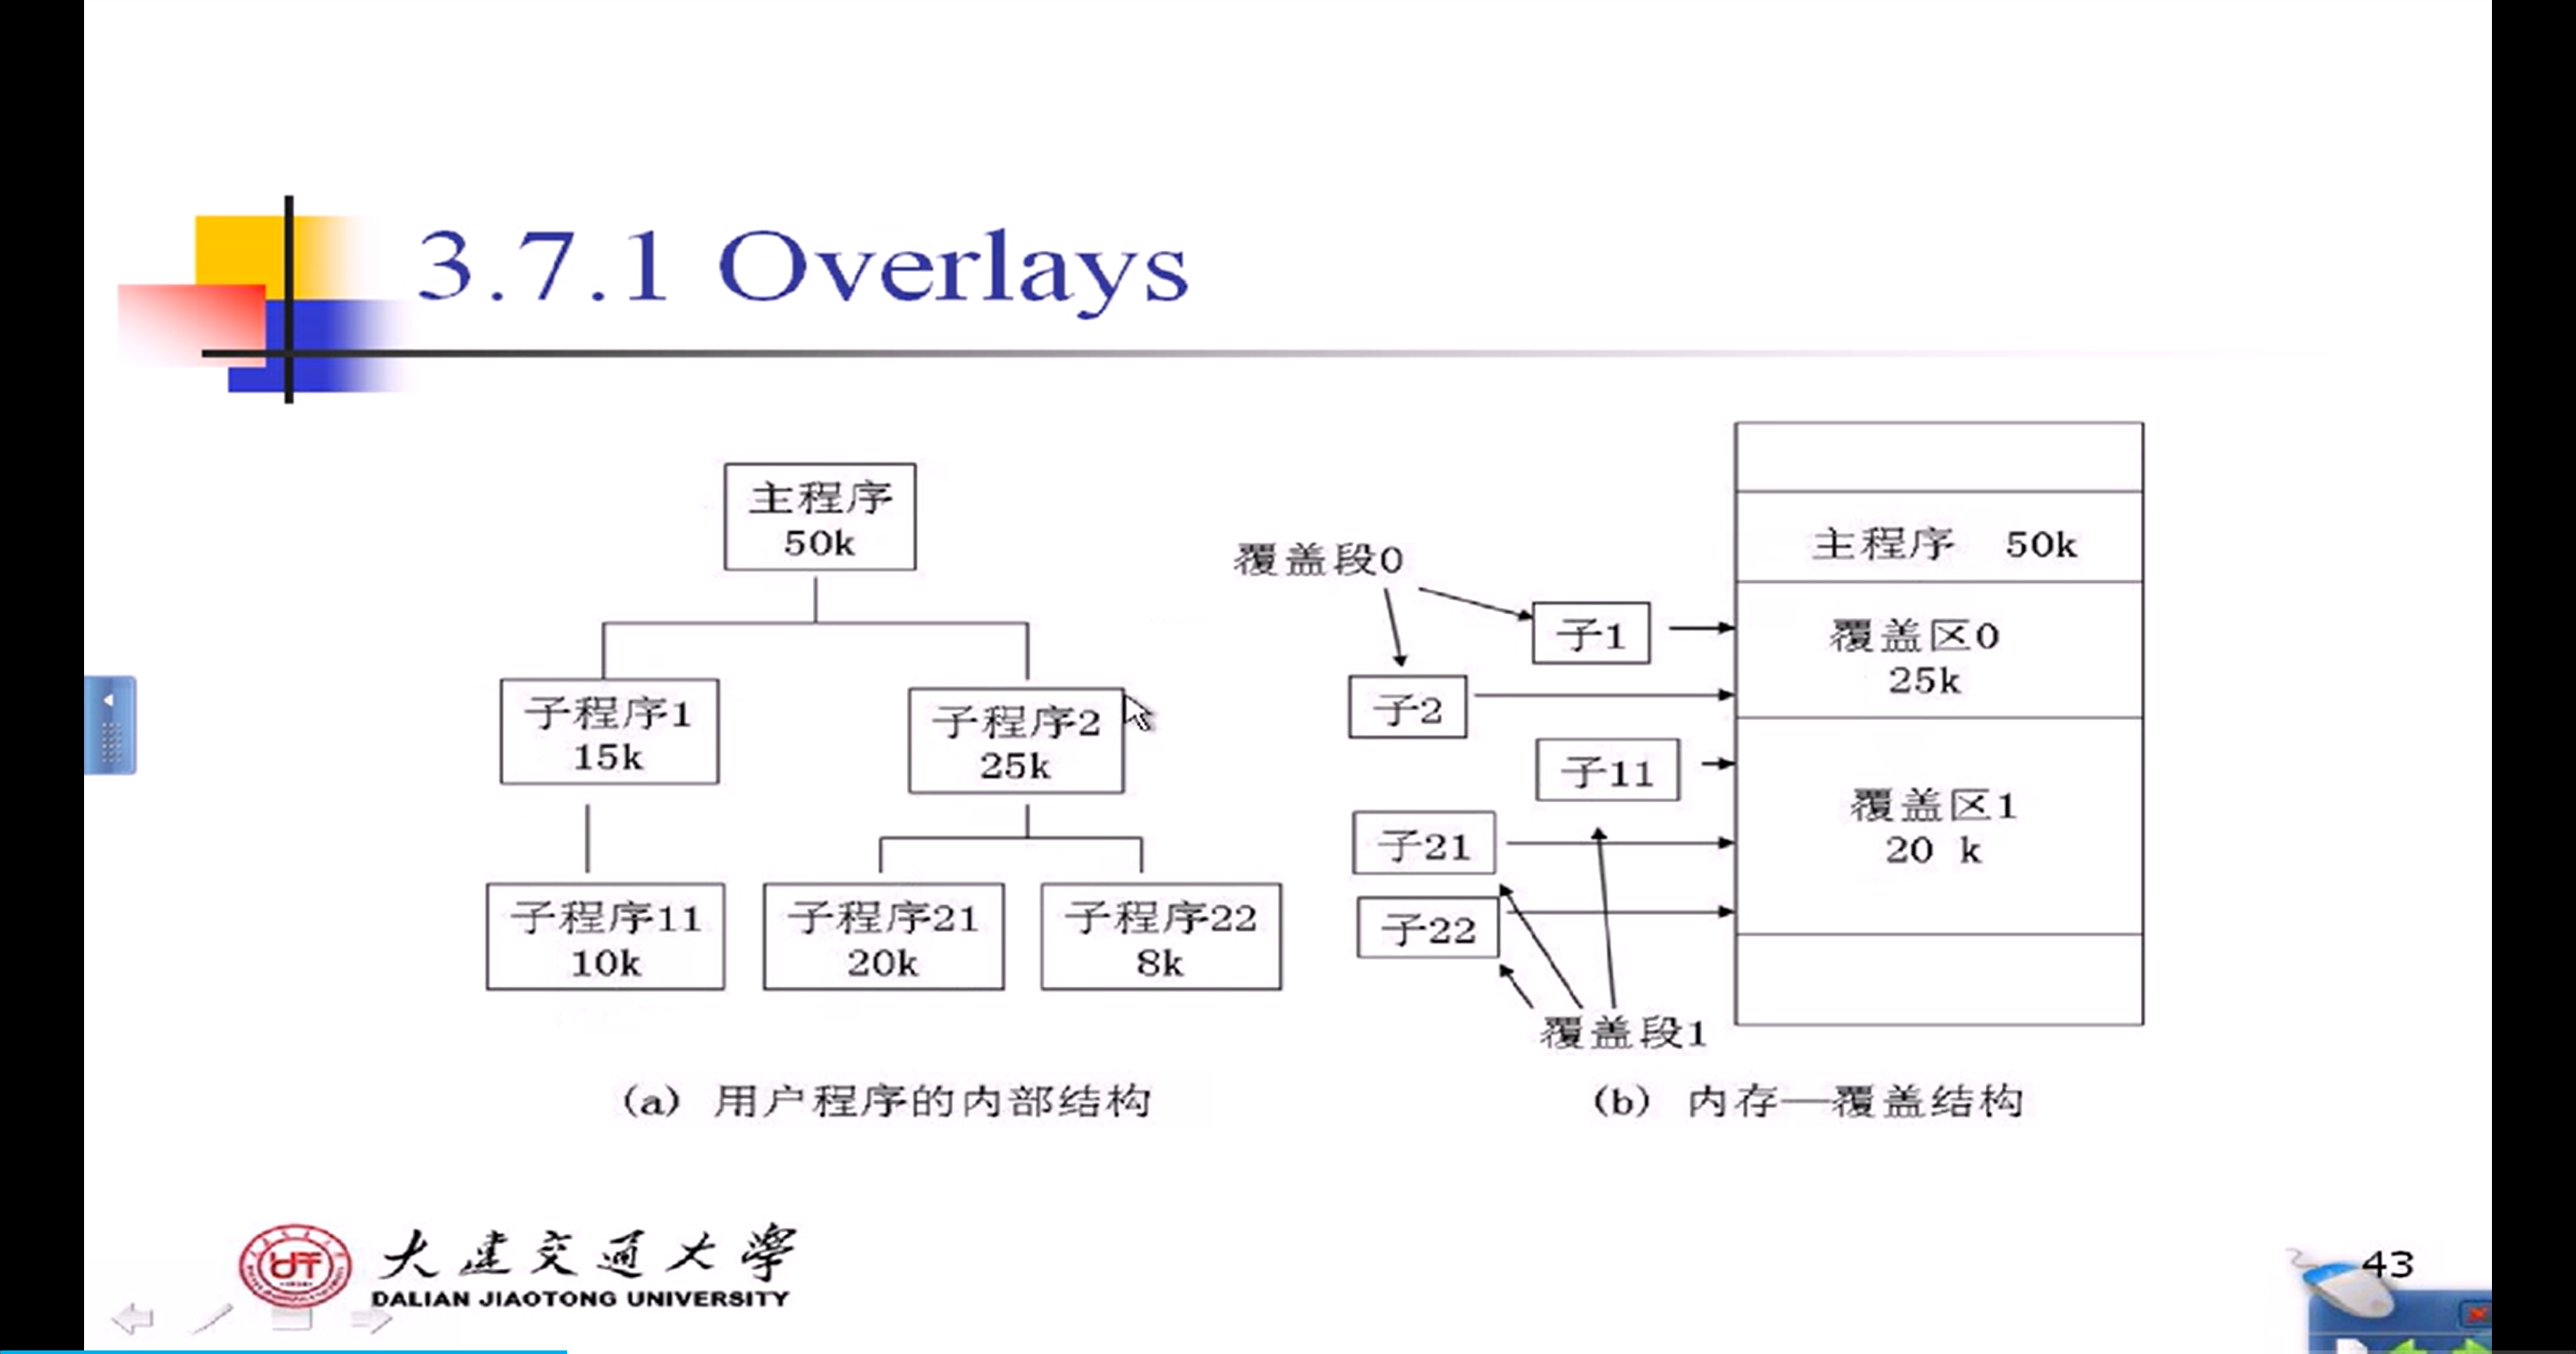 3.7.1 Overlays
主程序
50k
子程序1
15k
子程序2
25k
子程序11
10k
子程序21
20k
子程序22
8k
(a) 用户程序的内部结构
覆盖段0
子1
子2
子11
子21
子22
覆盖段1
主程序 50k
覆盖区0
25k
覆盖区1
20 k
(b) 内存—覆盖结构
大连交通大学
DALIAN JIAOTONG UNIVERSITY
43